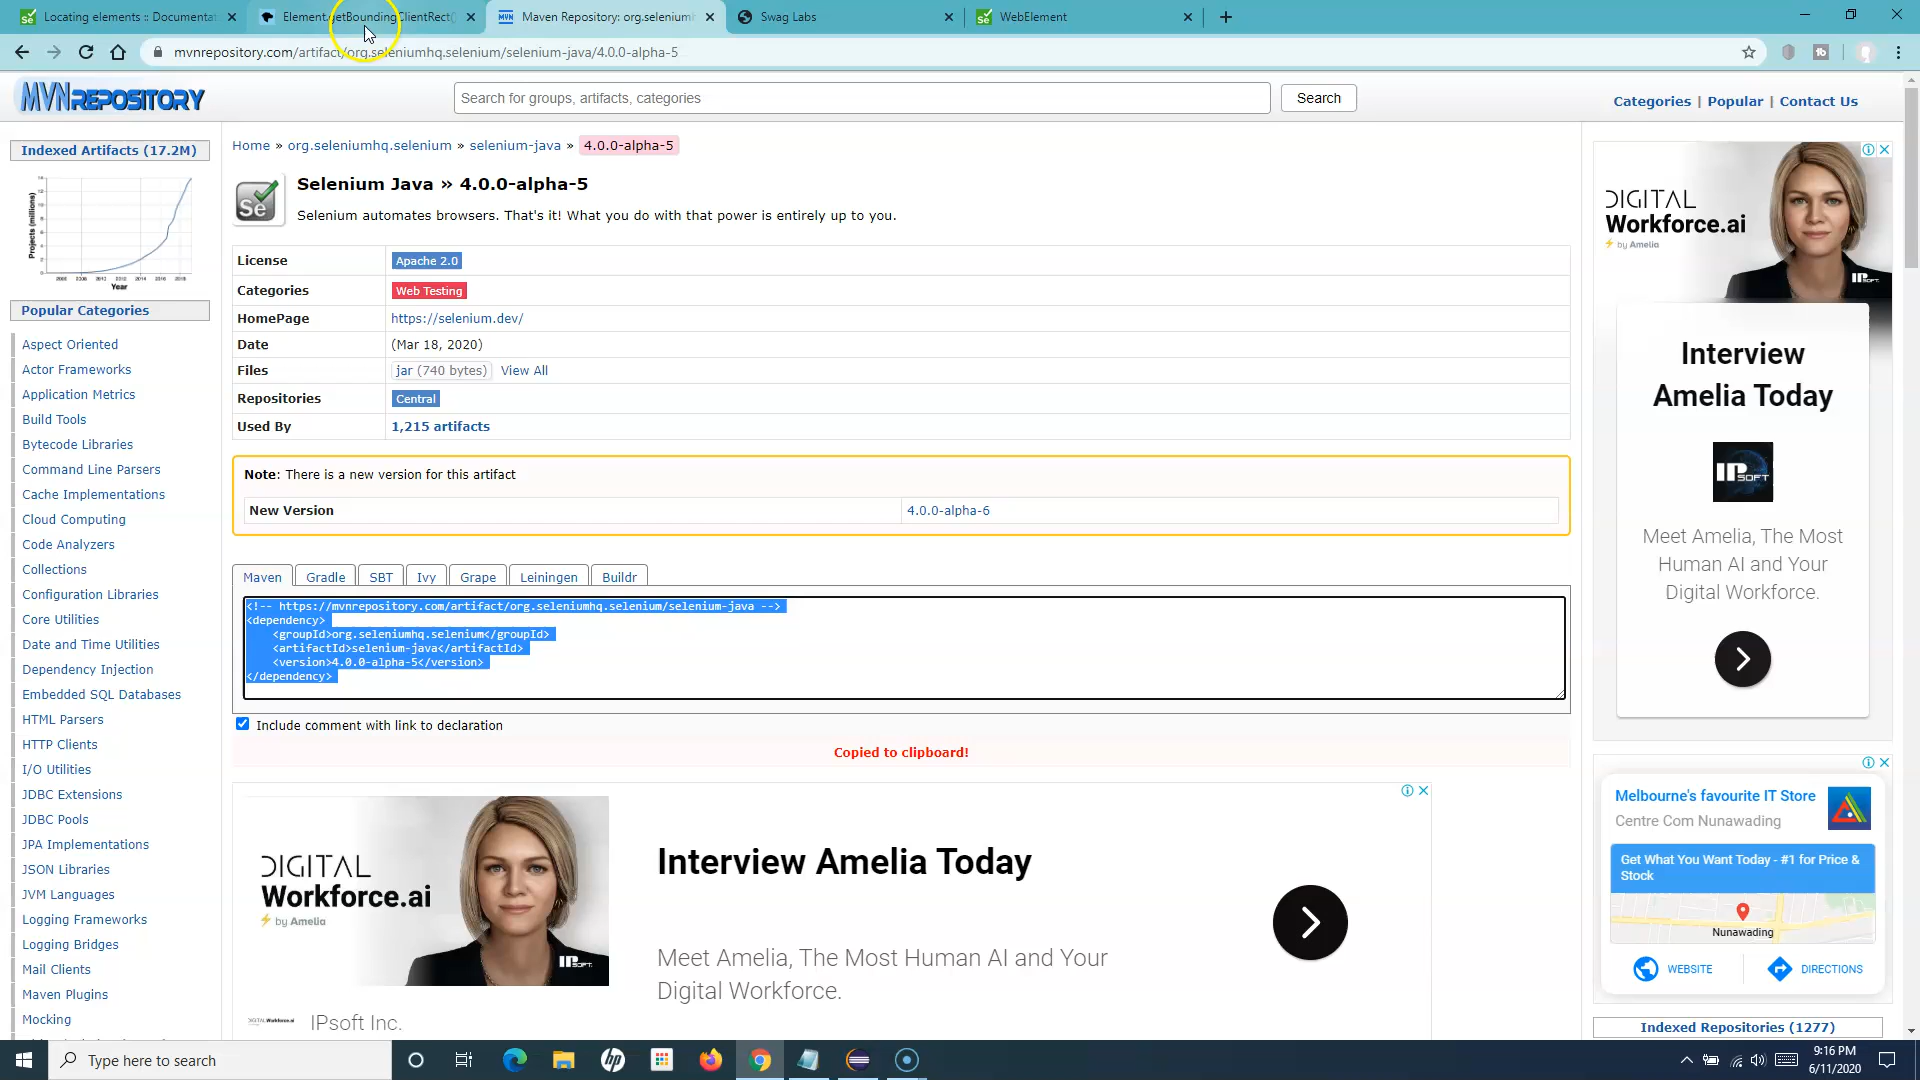 Locating elements :: Documentat
Element.getBoundingClientRect()
MVN
Maven Repository: org.seleniumh
Swag Labs
WebElement
mvnrepository.com/artifact/org.seleniumhq.selenium/selenium-java/4.0.0-alpha-5
MVNREPOSITORY
Search for groups, artifacts, categories
Search
Categories | Popular | Contact Us
Indexed Artifacts (17.2M)
Projects (millions)
Year
Popular Categories
Aspect Oriented
Actor Frameworks
Application Metrics
Build Tools
Bytecode Libraries
Command Line Parsers
Cache Implementations
Cloud Computing
Code Analyzers
Collections
Configuration Libraries
Core Utilities
Date and Time Utilities
Dependency Injection
Embedded SQL Databases
HTML Parsers
HTTP Clients
I/O Utilities
JDBC Extensions
JDBC Pools
JPA Implementations
JSON Libraries
JVM Languages
Logging Frameworks
Logging Bridges
Mail Clients
Maven Plugins
Mocking
Home » org.seleniumhq.selenium » selenium-java » 4.0.0-alpha-5
Se
Selenium Java » 4.0.0-alpha-5
Selenium automates browsers. That's it! What you do with that power is entirely up to you.
License Apache 2.0
Categories Web Testing
HomePage https://selenium.dev/
Date (Mar 18, 2020)
Files jar (740 bytes) View All
Repositories Central
Used By 1,215 artifacts
Note: There is a new version for this artifact
New Version 4.0.0-alpha-6
Maven Gradle SBT Ivy Grape Leiningen Buildr
<!-- https://mvnrepository.com/artifact/org.seleniumhq.selenium/selenium-java -->
<dependency>
<groupId>org.seleniumhq.selenium</groupId>
<artifactId>selenium-java</artifactId>
<version>4.0.0-alpha-5</version>
</dependency>
Include comment with link to declaration
Copied to clipboard!
DIGITAL
Workforce.ai
by Amelia
IPsoft
Interview Amelia Today
Meet Amelia, The Most Human AI and Your
Digital Workforce.
IPsoft Inc.
DIGITAL
Workforce.ai
by Amelia
IPsoft
Interview
Amelia Today
IPSOFT
Meet Amelia, The Most
Human AI and Your
Digital Workforce.
Melbourne's favourite IT Store
Centre Com Nunawading
Get What You Want Today - #1 for Price &
Stock
Nunawading
WEBSITE
DIRECTIONS
Indexed Repositories (1277)
Type here to search
9:16 PM
6/11/2020